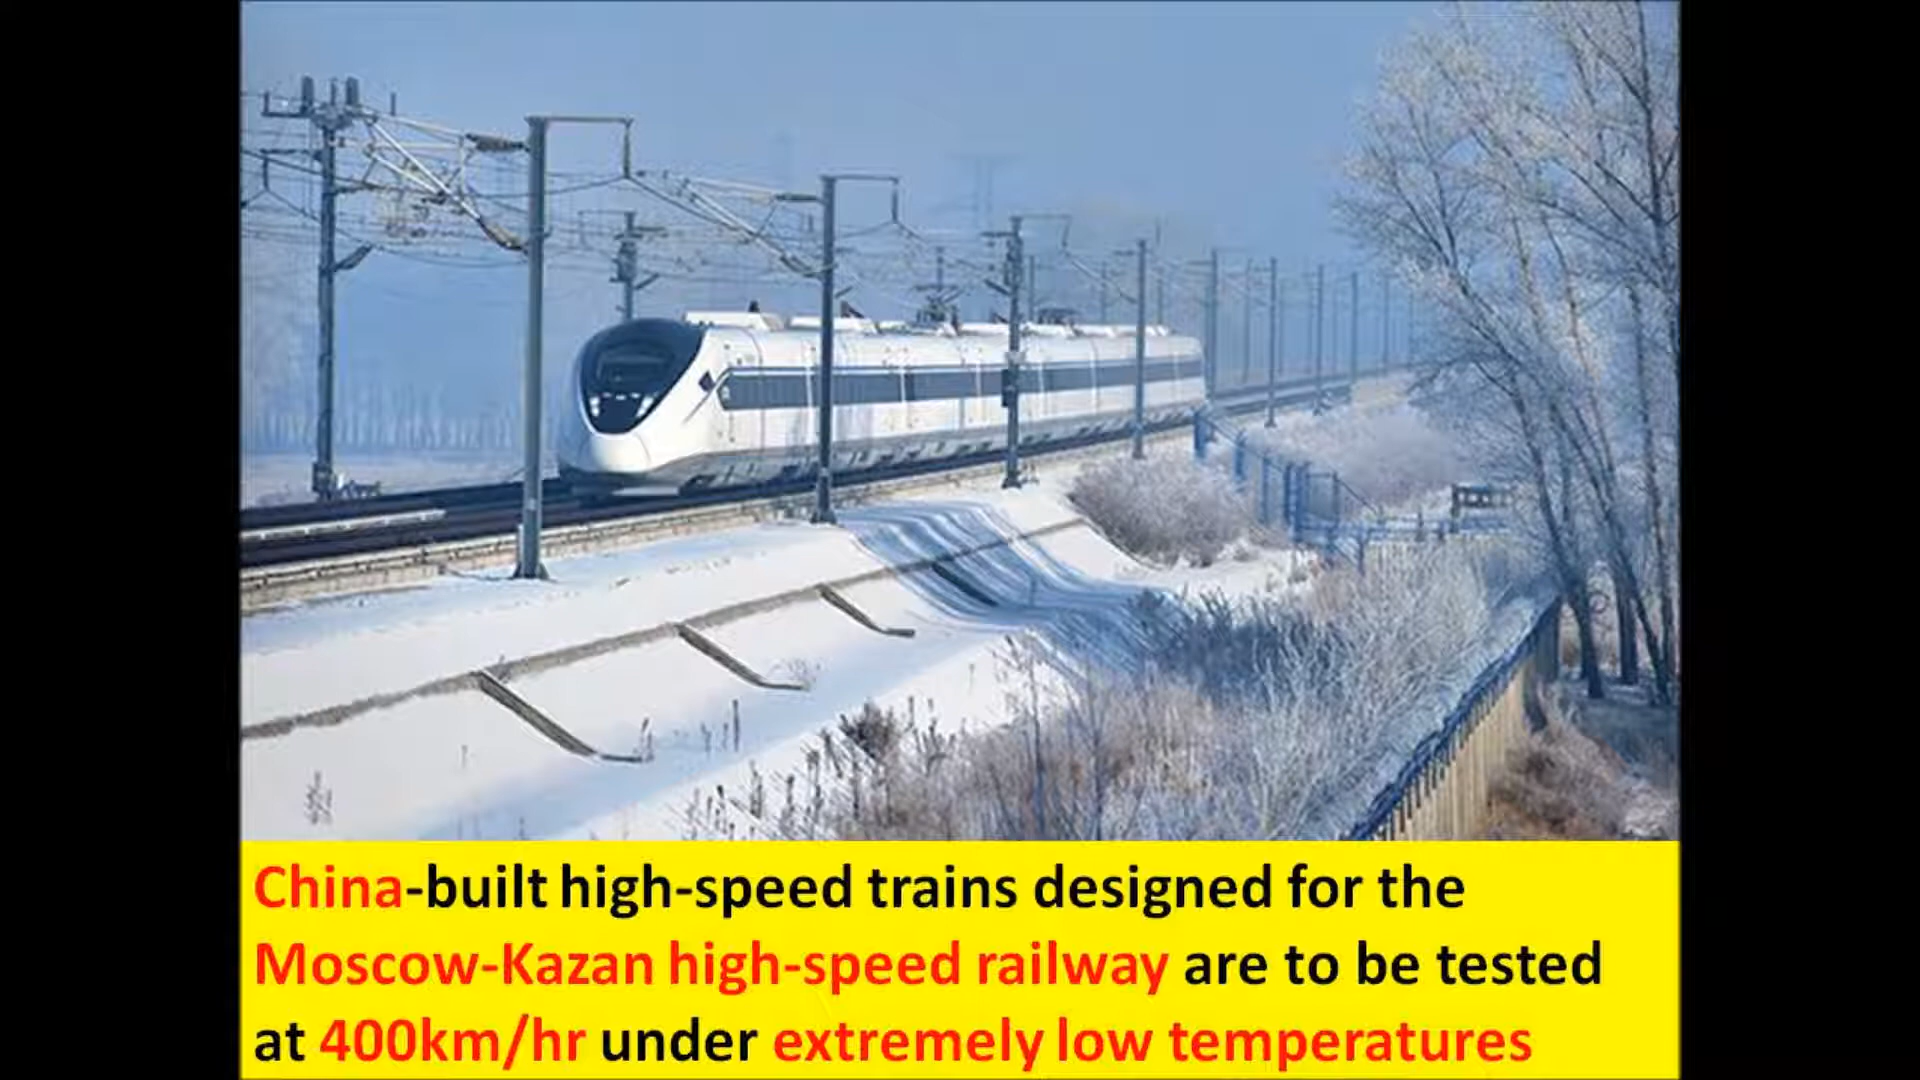 China-built high-speed trains designed for the
Moscow-Kazan high-speed railway are to be tested
at 400km/hr under extremely low temperatures